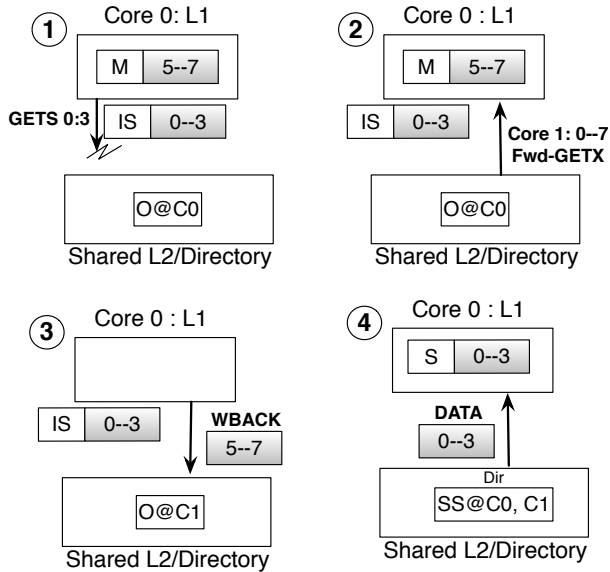 1
Core 0: L1
M 5--7
GETS 0:3
IS 0--3
O@C0
Shared L2/Directory
2
Core 0 : L1
M 5--7
IS 0--3
Core 1: 0--7
Fwd-GETX
O@C0
Shared L2/Directory
3
Core 0 : L1
IS 0--3
WBACK
5--7
O@C1
Shared L2/Directory
4
Core 0 : L1
S 0--3
DATA
0--3
Dir
SS@C0, C1
Shared L2/Directory